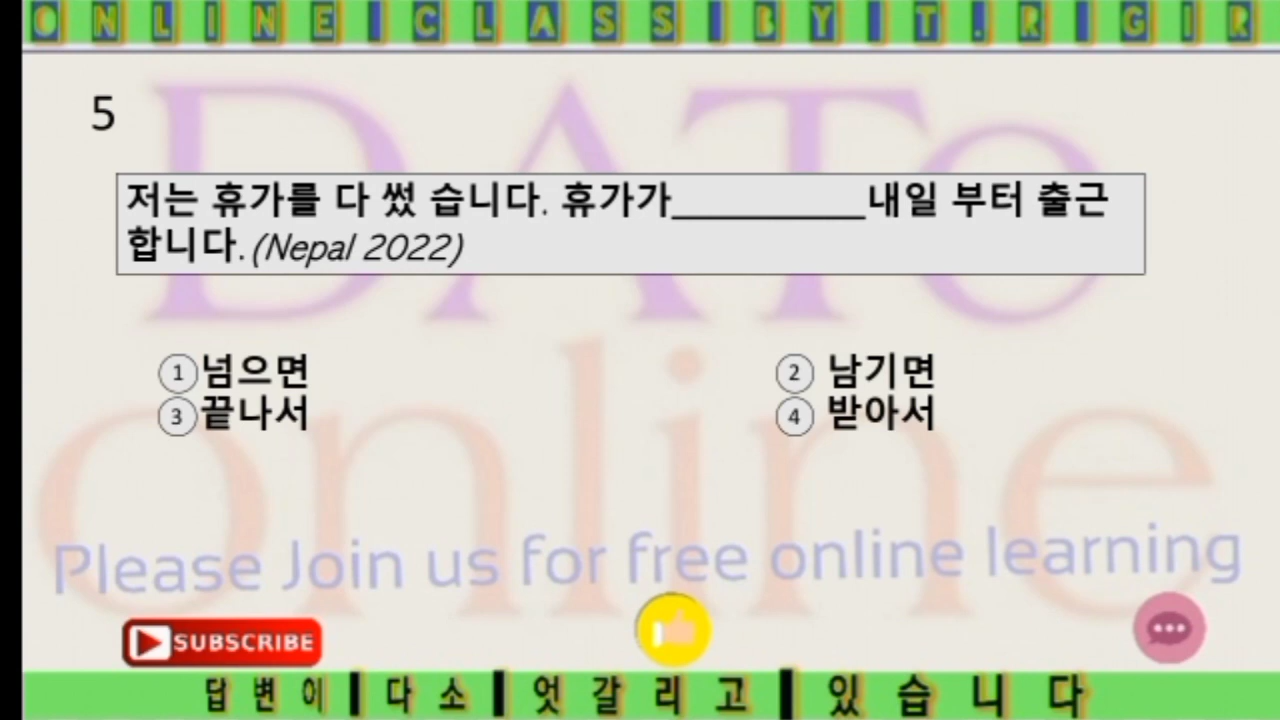 ONLINE CLASS BY T.R GIR
DATo
5
저는 휴가를 다 썼 습니다. 휴가가__________내일 부터 출근
합니다.(Nepal 2022)
①넘으면 ② 남기면
③끝나서 ④ 받아서
online
Please Join us for free online learning
SUBSCRIBE
답변이 다소 엇갈리고 있습니다